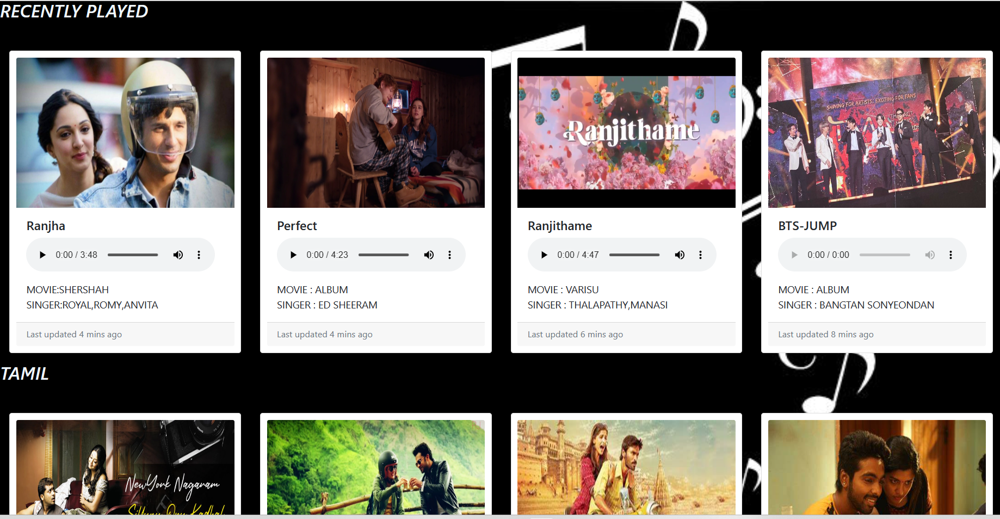 RECENTLY PLAYED
Ranjithame
SHINING FOR ARTISTS, EXCITING FOR FANS
Ranjha
Perfect
Ranjithame
BTS-JUMP
0:00 / 3:48
0:00 / 4:23
0:00 / 4:47
0:00 / 0:00
MOVIE:SHERSHAH
SINGER:ROYAL,ROMY,ANVITA
MOVIE : ALBUM
SINGER : ED SHEERAM
MOVIE : VARISU
SINGER : THALAPATHY,MANASI
MOVIE : ALBUM
SINGER : BANGTAN SONYEONDAN
Last updated 4 mins ago
Last updated 4 mins ago
Last updated 6 mins ago
Last updated 8 mins ago
TAMIL
NewYork Nagaram